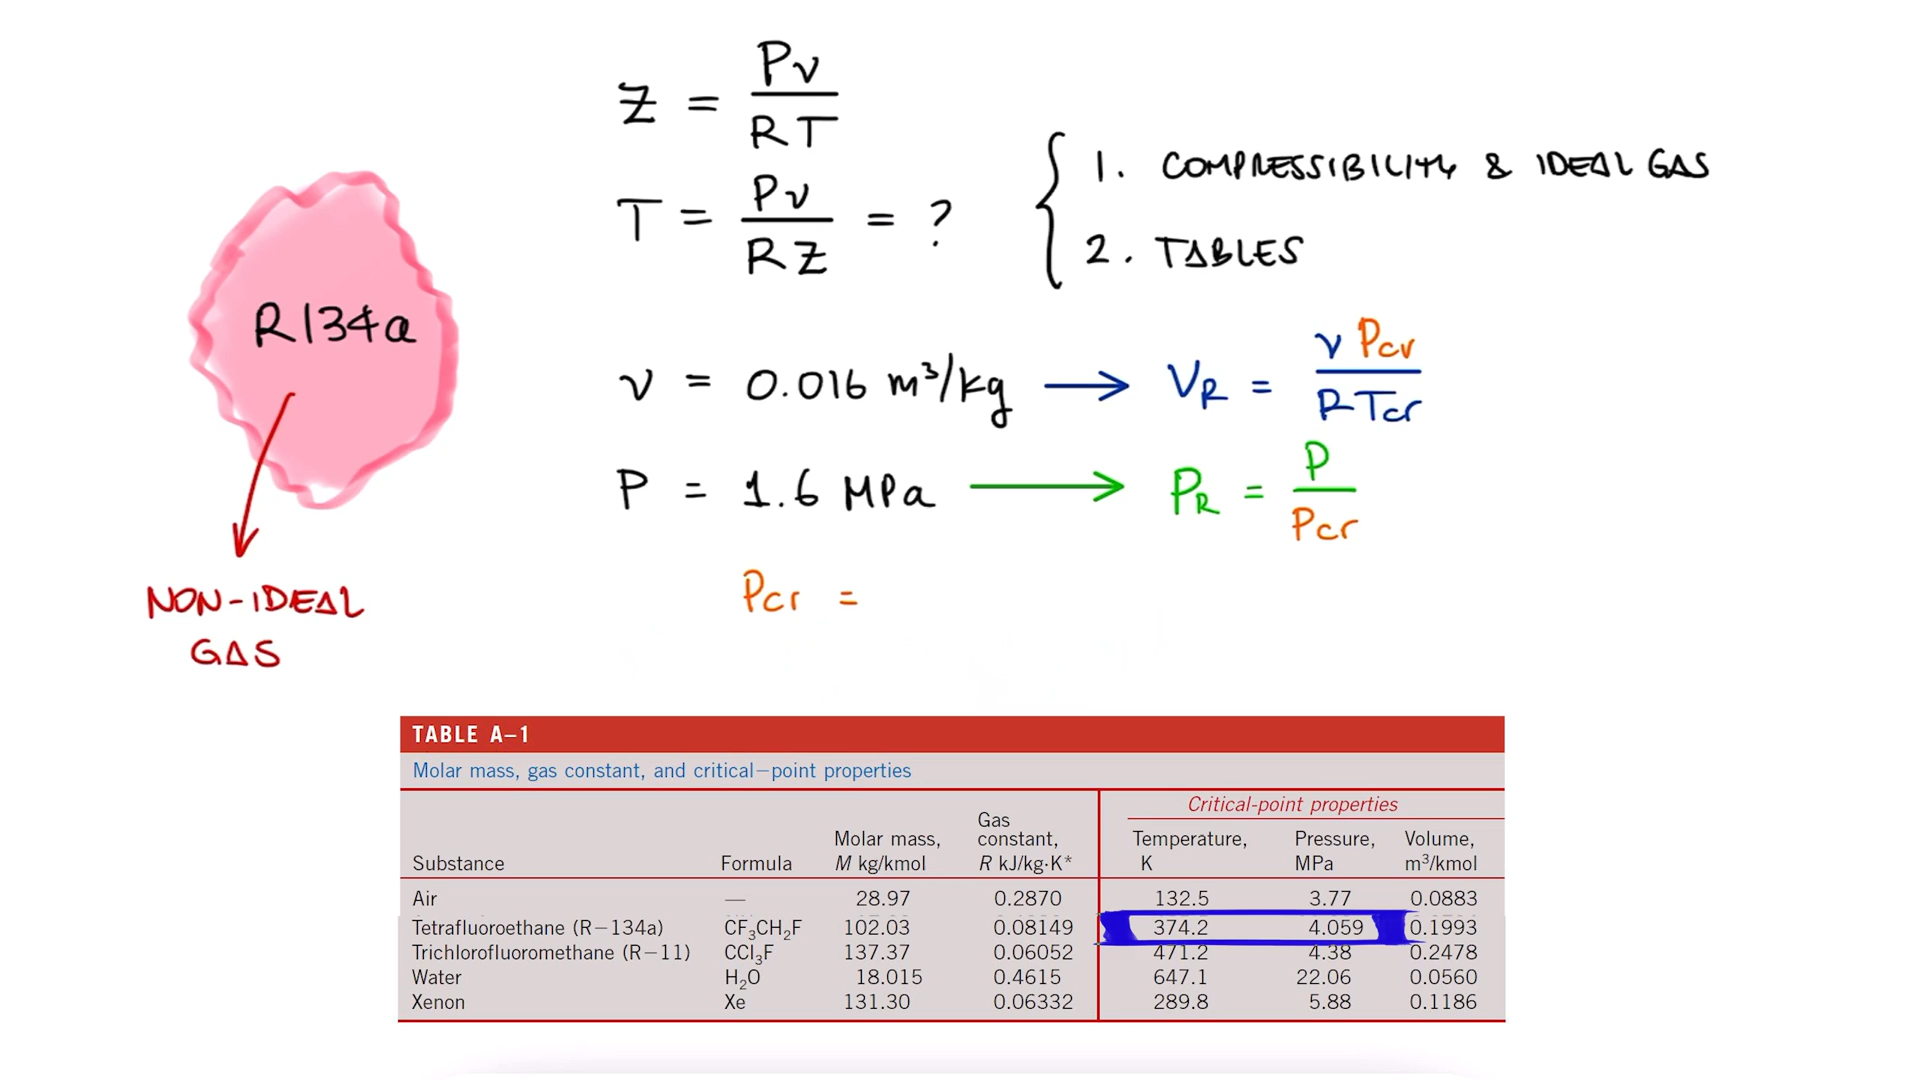 Z = Pν / RT
T = Pν / RZ = ?
1. COMPRESSIBILITY & IDEAL GAS
2. TABLES
R134a
ν = 0.016 m³/kg → VR = ν Pcr / R Tcr
P = 1.6 MPa → PR = P / Pcr
NON-IDEAL
GAS
Pcr =
TABLE A–1
Molar mass, gas constant, and critical–point properties
Critical-point properties
Substance Formula Molar mass, M kg/kmol Gas constant, R kJ/kg·K* Temperature, K Pressure, MPa Volume, m³/kmol
Air — 28.97 0.2870 132.5 3.77 0.0883
Tetrafluoroethane (R–134a) CF₃CH₂F 102.03 0.08149 374.2 4.059 0.1993
Trichlorofluoromethane (R–11) CCl₃F 137.37 0.06052 471.2 4.38 0.2478
Water H₂O 18.015 0.4615 647.1 22.06 0.0560
Xenon Xe 131.30 0.06332 289.8 5.88 0.1186